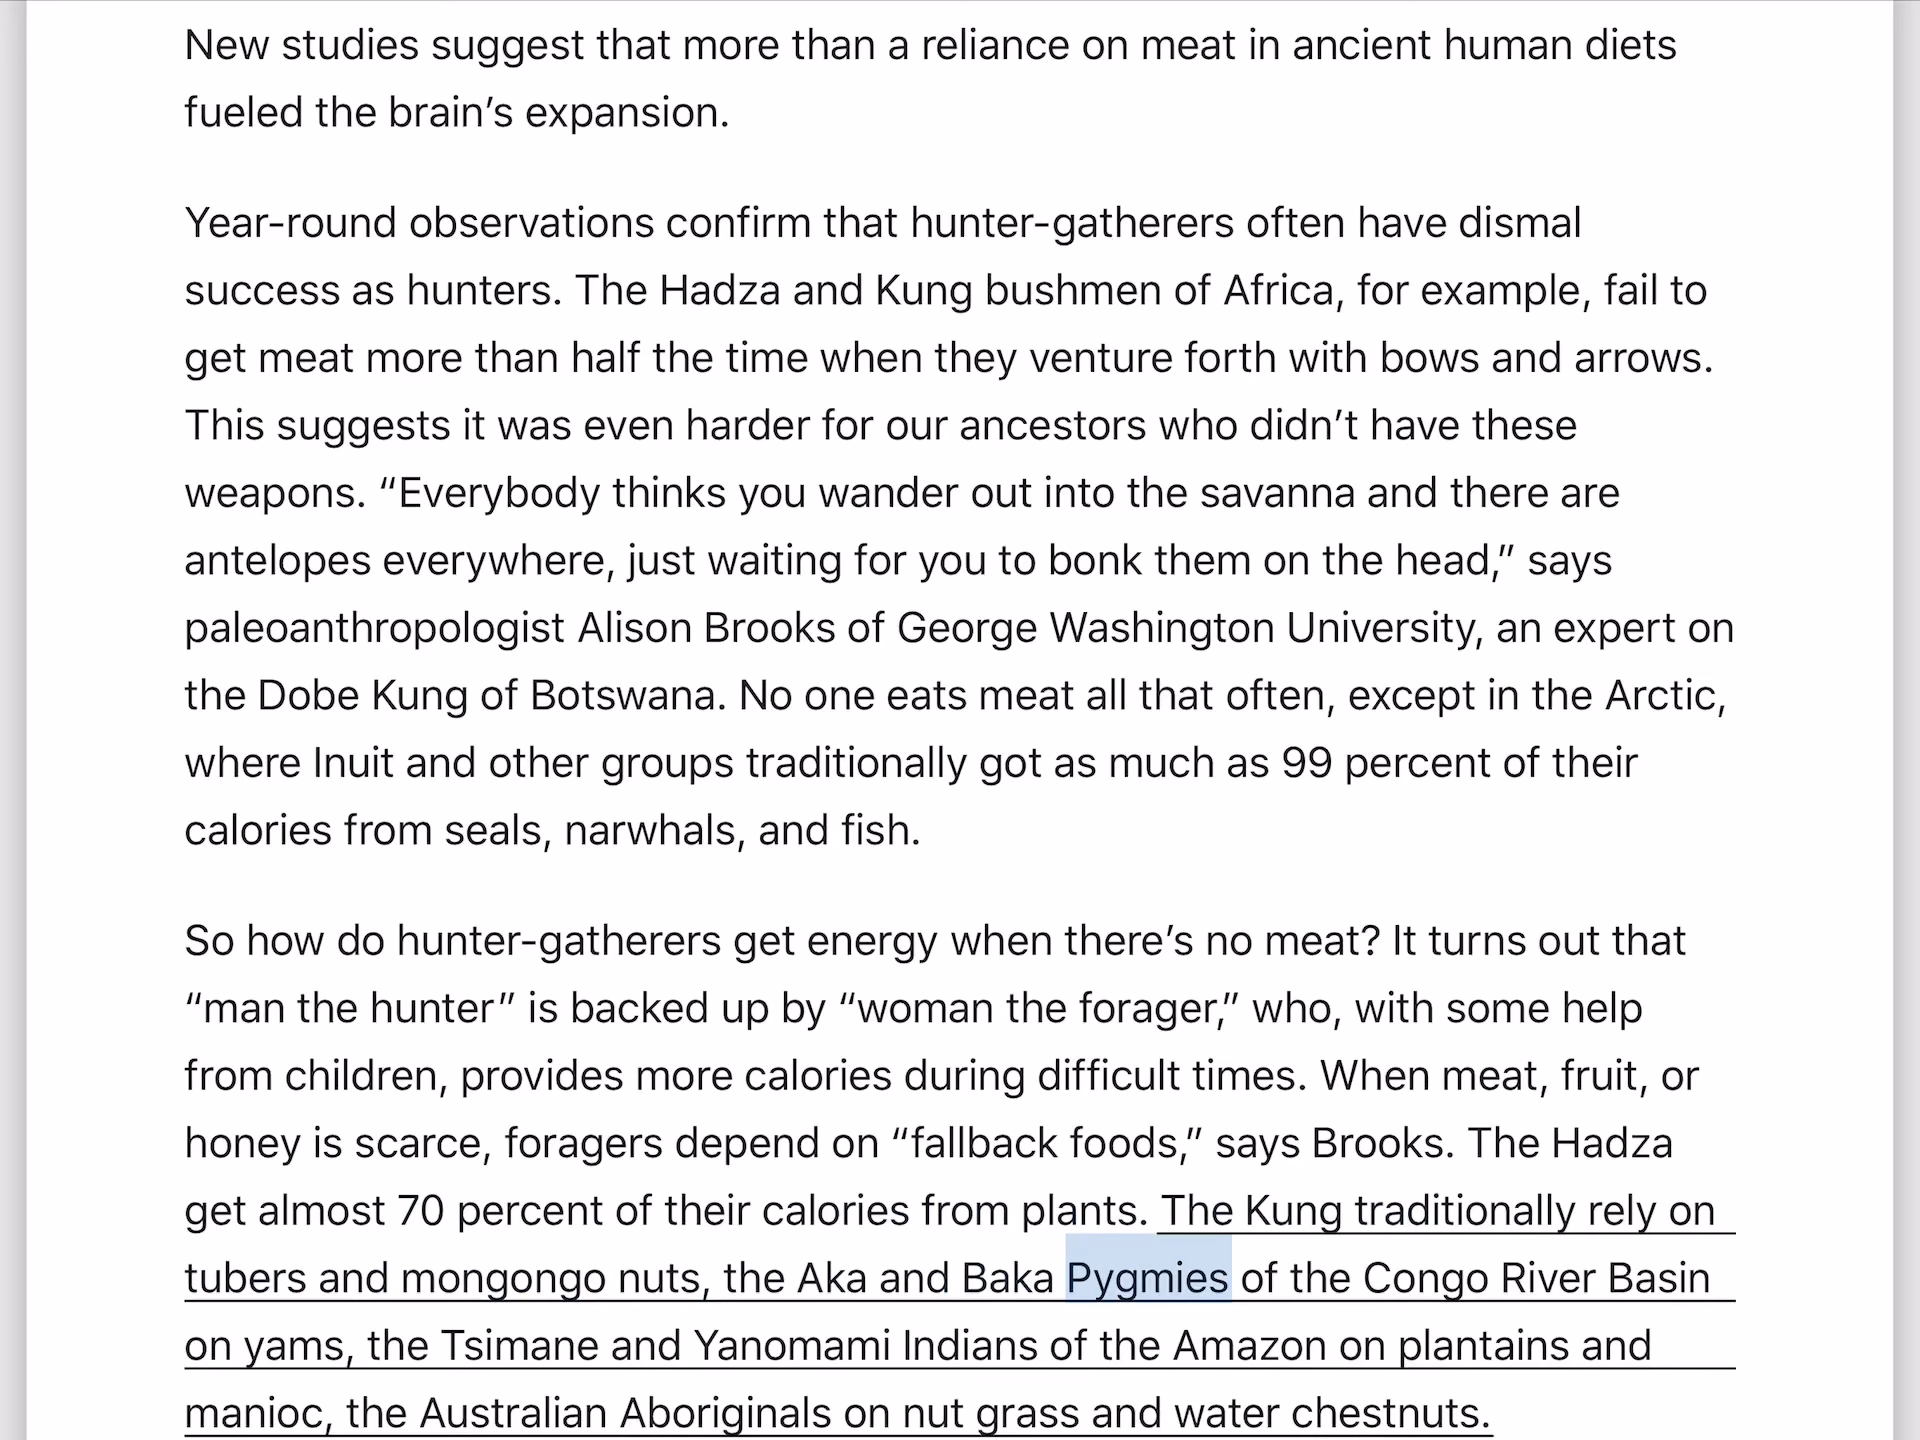 New studies suggest that more than a reliance on meat in ancient human diets
fueled the brain’s expansion.
Year-round observations confirm that hunter-gatherers often have dismal
success as hunters. The Hadza and Kung bushmen of Africa, for example, fail to
get meat more than half the time when they venture forth with bows and arrows.
This suggests it was even harder for our ancestors who didn’t have these
weapons. “Everybody thinks you wander out into the savanna and there are
antelopes everywhere, just waiting for you to bonk them on the head,” says
paleoanthropologist Alison Brooks of George Washington University, an expert on
the Dobe Kung of Botswana. No one eats meat all that often, except in the Arctic,
where Inuit and other groups traditionally got as much as 99 percent of their
calories from seals, narwhals, and fish.
So how do hunter-gatherers get energy when there’s no meat? It turns out that
“man the hunter” is backed up by “woman the forager,” who, with some help
from children, provides more calories during difficult times. When meat, fruit, or
honey is scarce, foragers depend on “fallback foods,” says Brooks. The Hadza
get almost 70 percent of their calories from plants. The Kung traditionally rely on
tubers and mongongo nuts, the Aka and Baka Pygmies of the Congo River Basin
on yams, the Tsimane and Yanomami Indians of the Amazon on plantains and
manioc, the Australian Aboriginals on nut grass and water chestnuts.